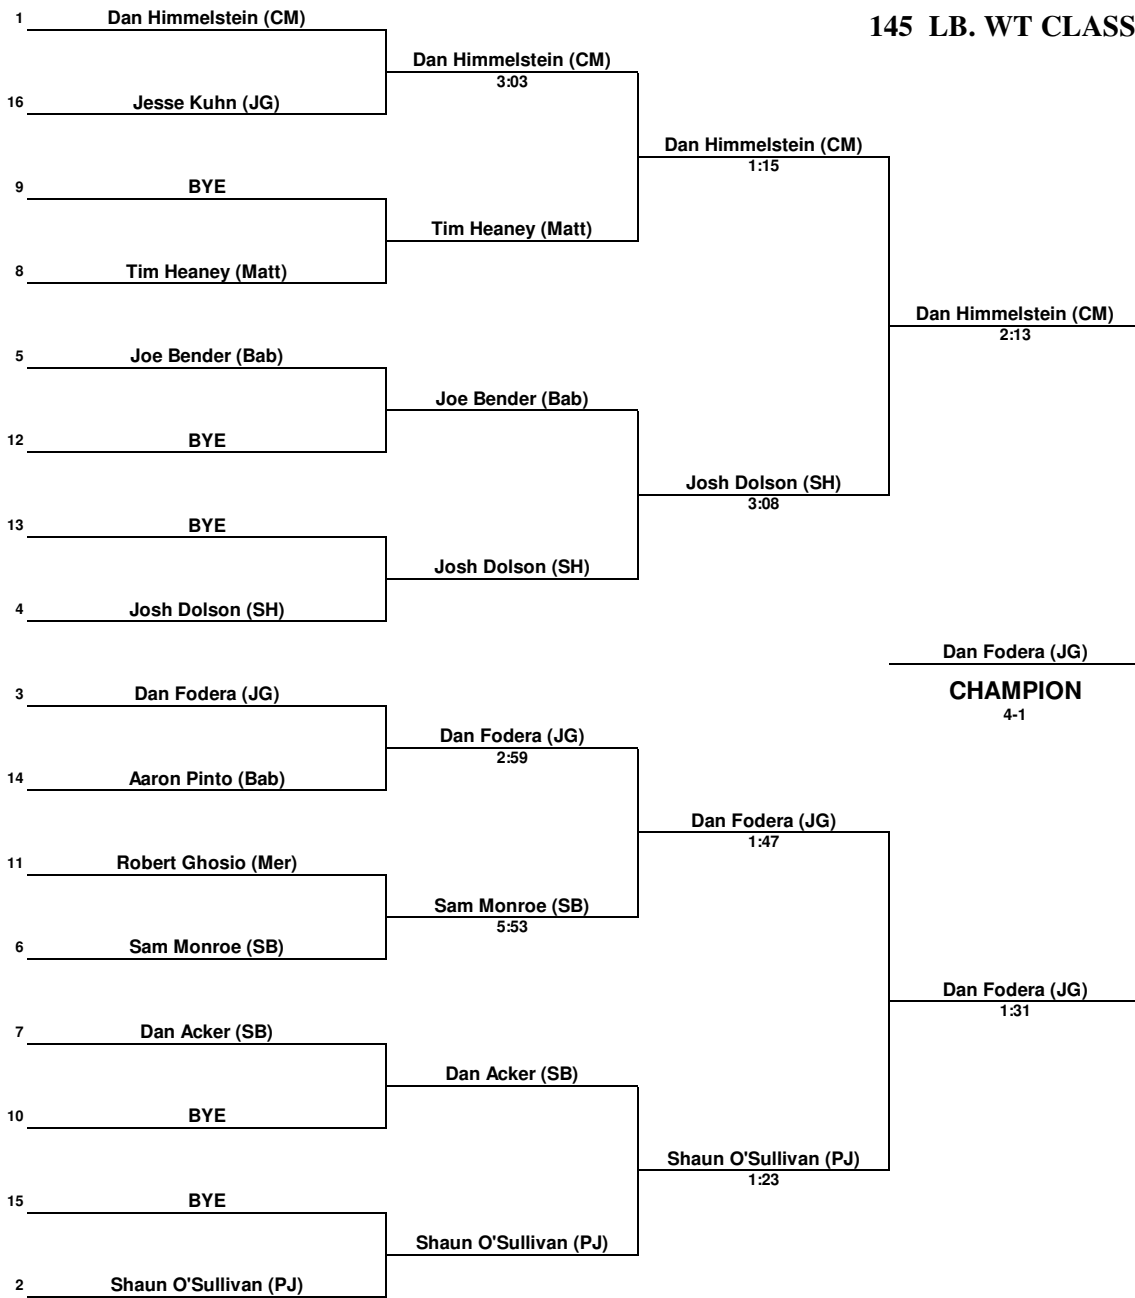 145 LB. WT CLASS
1 Dan Himmelstein (CM)
Dan Himmelstein (CM)
3:03
16 Jesse Kuhn (JG)
Dan Himmelstein (CM)
1:15
9 BYE
Tim Heaney (Matt)
8 Tim Heaney (Matt)
Dan Himmelstein (CM)
2:13
5 Joe Bender (Bab)
Joe Bender (Bab)
12 BYE
Josh Dolson (SH)
3:08
13 BYE
Josh Dolson (SH)
4 Josh Dolson (SH)
Dan Fodera (JG)
CHAMPION
4-1
3 Dan Fodera (JG)
Dan Fodera (JG)
2:59
14 Aaron Pinto (Bab)
Dan Fodera (JG)
1:47
11 Robert Ghosio (Mer)
Sam Monroe (SB)
5:53
6 Sam Monroe (SB)
Dan Fodera (JG)
1:31
7 Dan Acker (SB)
Dan Acker (SB)
10 BYE
Shaun O'Sullivan (PJ)
1:23
15 BYE
Shaun O'Sullivan (PJ)
2 Shaun O'Sullivan (PJ)